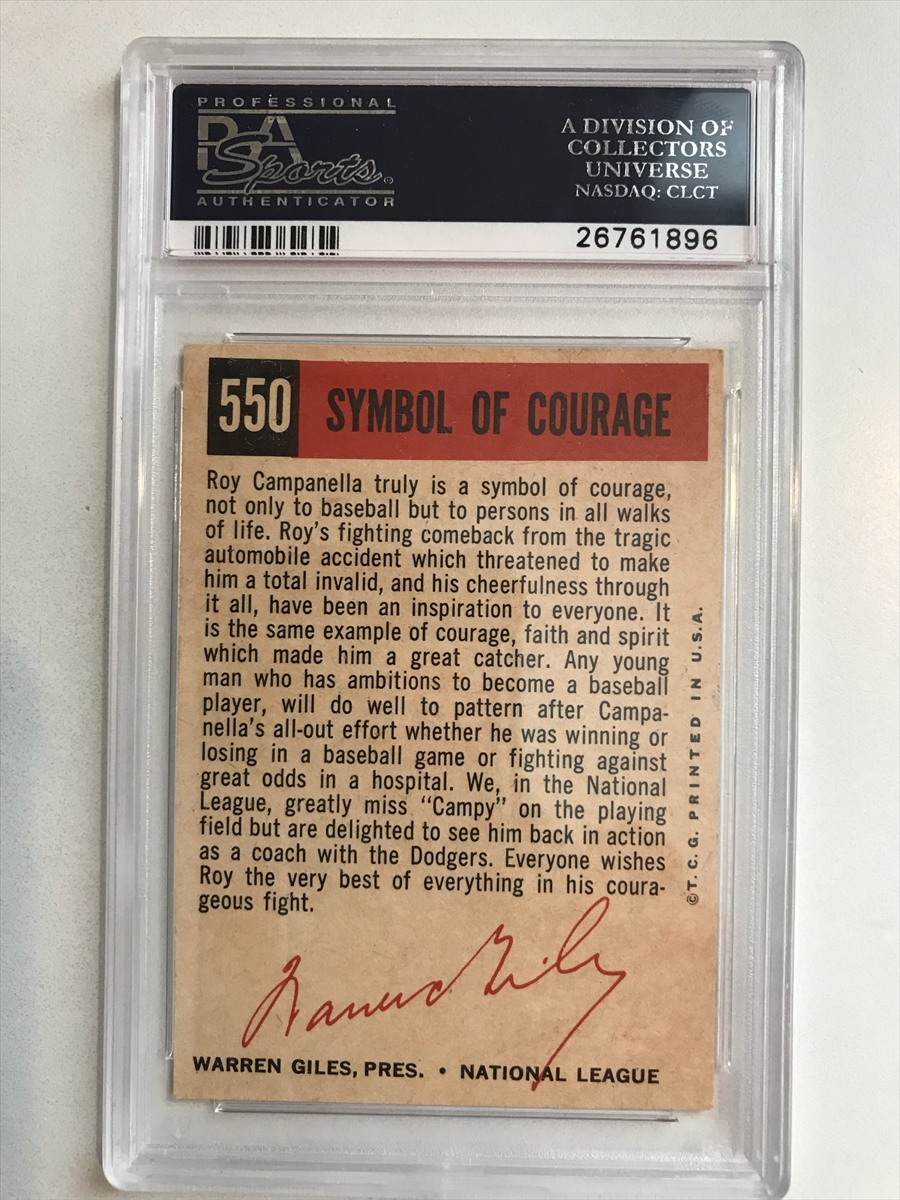 PROFESSIONAL
PSA
Sports
AUTHENTICATOR
A DIVISION OF
COLLECTORS
UNIVERSE
NASDAQ: CLCT
26761896
550 SYMBOL OF COURAGE
Roy Campanella truly is a symbol of courage,
not only to baseball but to persons in all walks
of life. Roy's fighting comeback from the tragic
automobile accident which threatened to make
him a total invalid, and his cheerfulness through
it all, have been an inspiration to everyone. It
is the same example of courage, faith and spirit
which made him a great catcher. Any young
man who has ambitions to become a baseball
player, will do well to pattern after Campa-
nella's all-out effort whether he was winning or
losing in a baseball game or fighting against
great odds in a hospital. We, in the National
League, greatly miss "Campy" on the playing
field but are delighted to see him back in action
as a coach with the Dodgers. Everyone wishes
Roy the very best of everything in his coura-
geous fight.
©T. C. G. PRINTED IN U.S.A.
Warren Giles
WARREN GILES, PRES. • NATIONAL LEAGUE